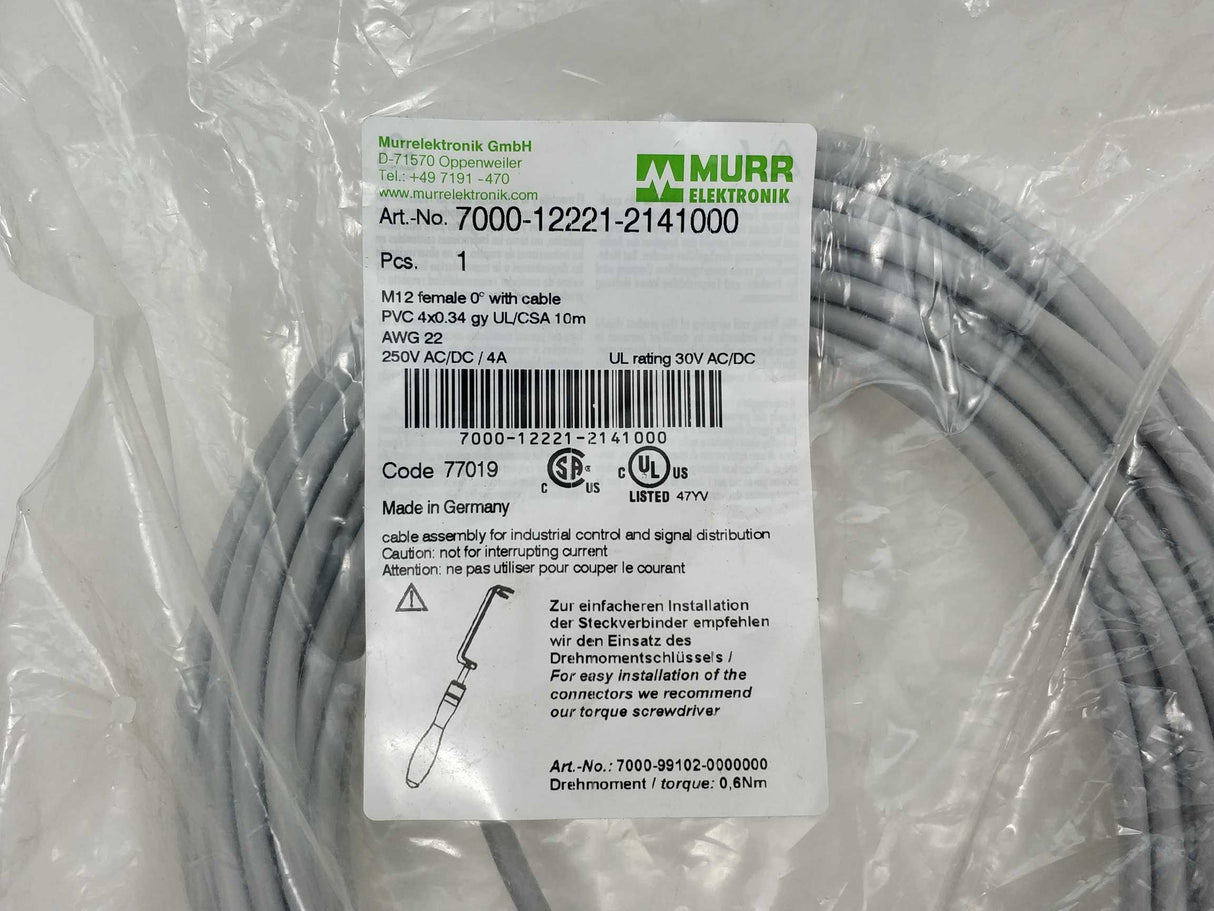 Murrelektronik GmbH
D-71570 Oppenweiler
Tel.: +49 7191 -470
www.murrelektronik.com
MURR
ELEKTRONIK
Art.-No. 7000-12221-2141000
Pcs. 1
M12 female 0° with cable
PVC 4x0.34 gy UL/CSA 10m
AWG 22
250V AC/DC / 4A UL rating 30V AC/DC
7000-12221-2141000
Code 77019
C SA US
C UL US
LISTED 47YV
Made in Germany
cable assembly for industrial control and signal distribution
Caution: not for interrupting current
Attention: ne pas utiliser pour couper le courant
Zur einfacheren Installation
der Steckverbinder empfehlen
wir den Einsatz des
Drehmomentschlüssels /
For easy installation of the
connectors we recommend
our torque screwdriver
Art.-No.: 7000-99102-0000000
Drehmoment / torque: 0,6Nm